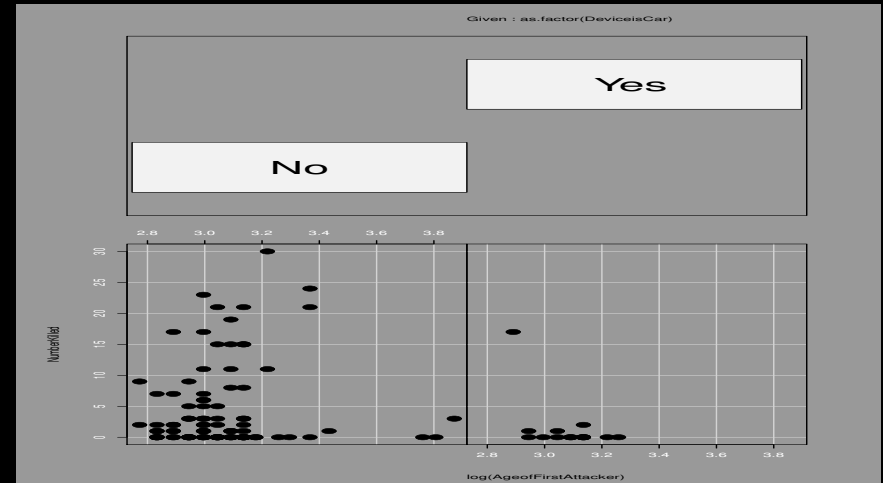 Given : as.factor(DeviceisCar)
Yes
No
2.8 3.0 3.2 3.4 3.6 3.8
30
25
20
15
10
5
0
NumberKilled
2.8 3.0 3.2 3.4 3.6 3.8
log(AgeofFirstAttacker)